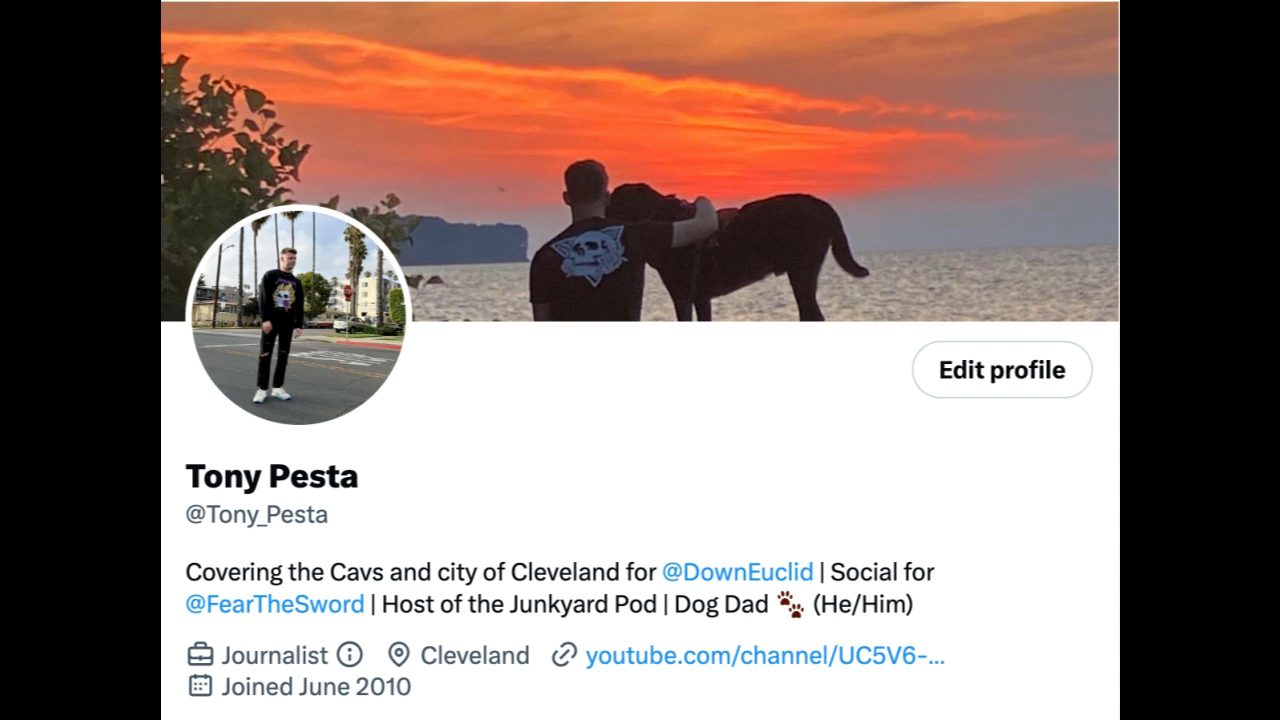 Edit profile
Tony Pesta
@Tony_Pesta
Covering the Cavs and city of Cleveland for @DownEuclid | Social for
@FearTheSword | Host of the Junkyard Pod | Dog Dad 🐾 (He/Him)
Journalist Cleveland youtube.com/channel/UC5V6-...
Joined June 2010